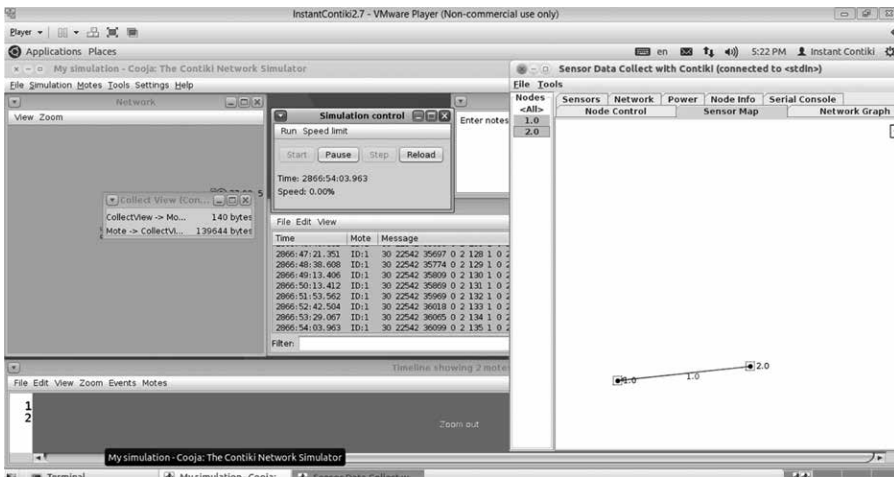 InstantContiki2.7 - VMware Player (Non-commercial use only)
Player
Applications Places
en
5:22 PM
Instant Contiki
My simulation - Cooja: The Contiki Network Simulator
File Simulation Motes Tools Settings Help
Network
View Zoom
Collect View (Con...
CollectView -> Mo... 140 bytes
Mote -> CollectVi... 139644 bytes
Simulation control
Run Speed limit
Start Pause Step Reload
Time: 2866:54:03.963
Speed: 0.00%
Enter notes
File Edit View
Time Mote Message
2866:47:21.351 ID:1 30 22542 35697 0 2 128 1 0 2
2866:48:38.608 ID:1 30 22542 35774 0 2 129 1 0 2
2866:49:13.406 ID:1 30 22542 35809 0 2 130 1 0 2
2866:50:13.412 ID:1 30 22542 35869 0 2 131 1 0 2
2866:51:53.562 ID:1 30 22542 35969 0 2 132 1 0 2
2866:52:42.504 ID:1 30 22542 36018 0 2 133 1 0 2
2866:53:29.067 ID:1 30 22542 36065 0 2 134 1 0 2
2866:54:03.963 ID:1 30 22542 36099 0 2 135 1 0 2
Filter:
Timeline showing 2 motes
File Edit View Zoom Events Motes
1
2
Zoom out
My simulation - Cooja: The Contiki Network Simulator
Sensor Data Collect with Contiki (connected to <stdin>)
File Tools
Nodes
<All>
1.0
2.0
Sensors Network Power Node Info Serial Console
Node Control Sensor Map Network Graph
1.0
1.0
2.0
Terminal
My simulation - Cooja: